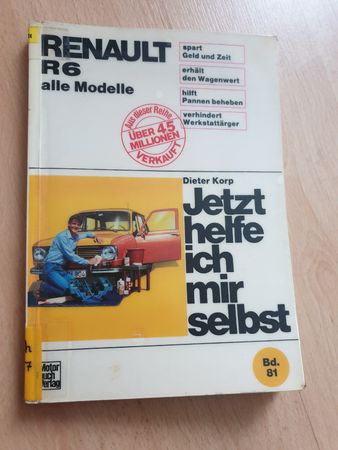 RENAULT
R6
alle Modelle
spart
Geld und Zeit
erhält
den Wagenwert
hilft
Pannen beheben
verhindert
Werkstattärger
Aus dieser Reihe
ÜBER 4,5
MILLIONEN
VERKAUFT
Dieter Korp
Jetzt
helfe
ich
mir
selbst
Bd.
81
h
7
Motor
buch
Verlag